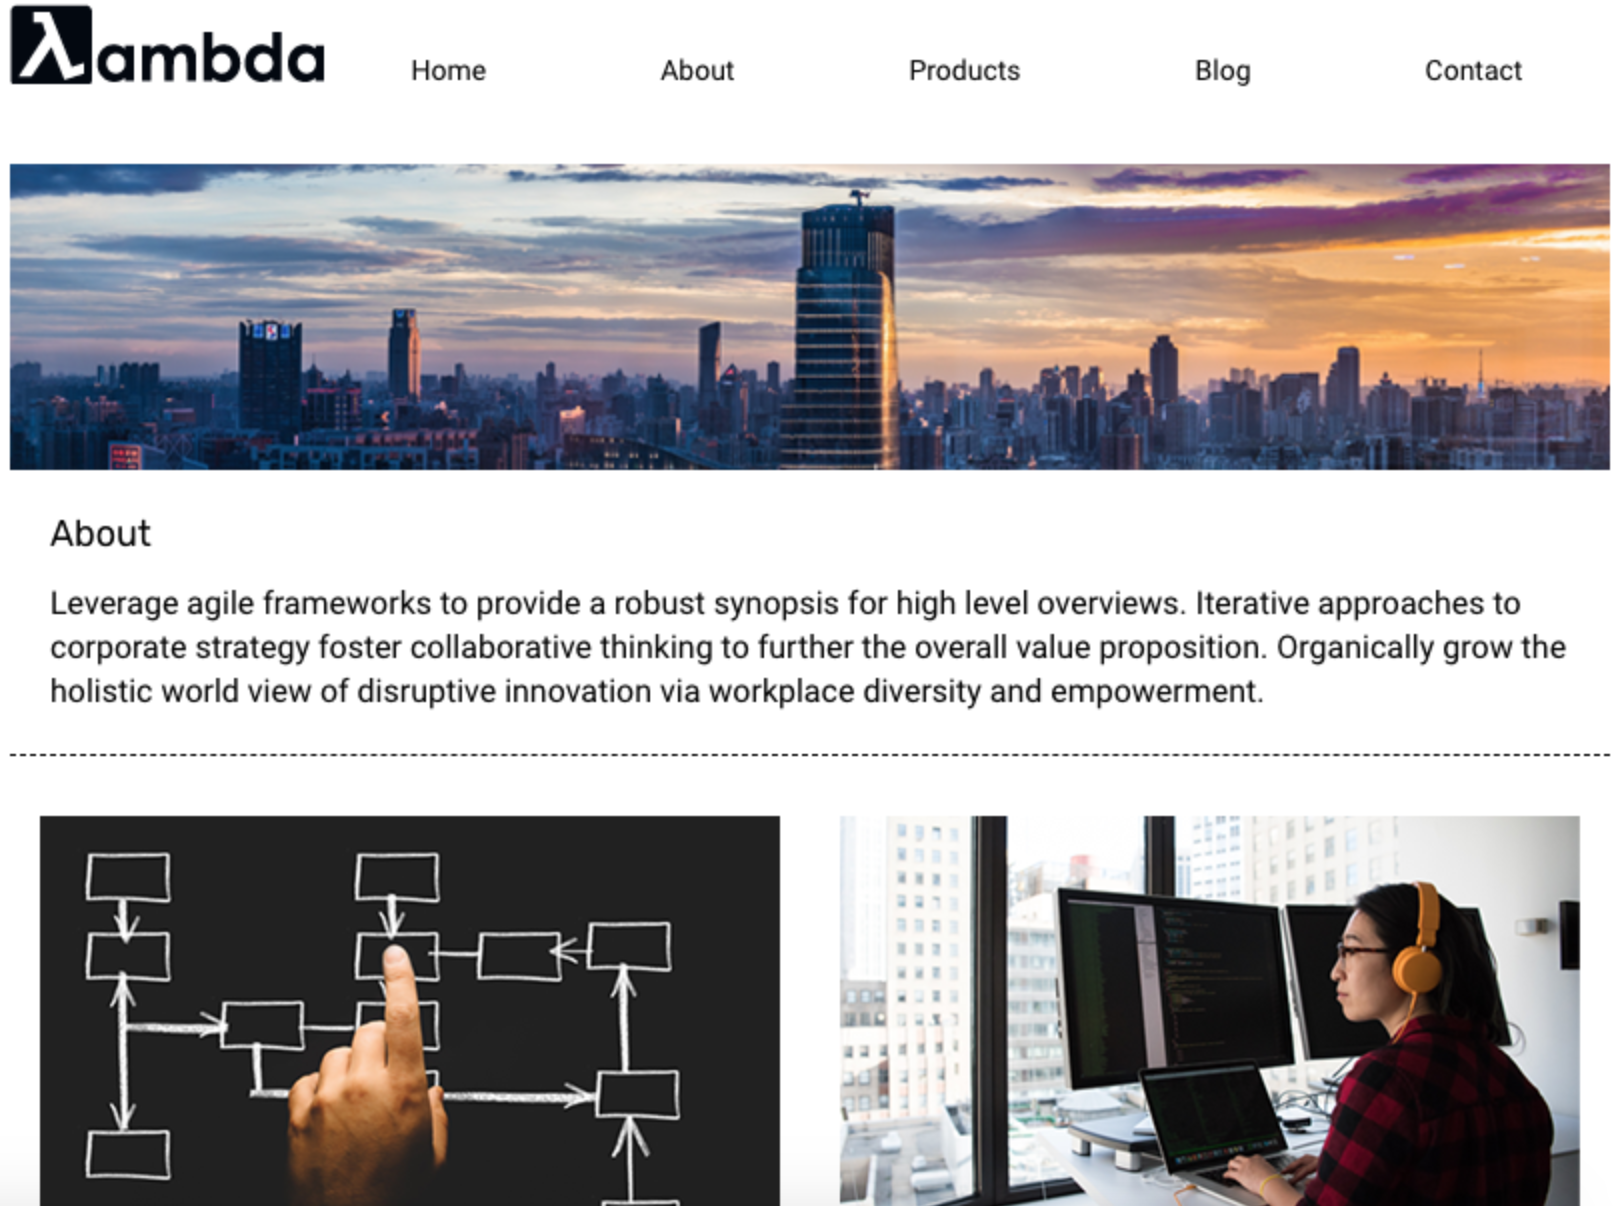 λambda
Home About Products Blog Contact
About
Leverage agile frameworks to provide a robust synopsis for high level overviews. Iterative approaches to
corporate strategy foster collaborative thinking to further the overall value proposition. Organically grow the
holistic world view of disruptive innovation via workplace diversity and empowerment.